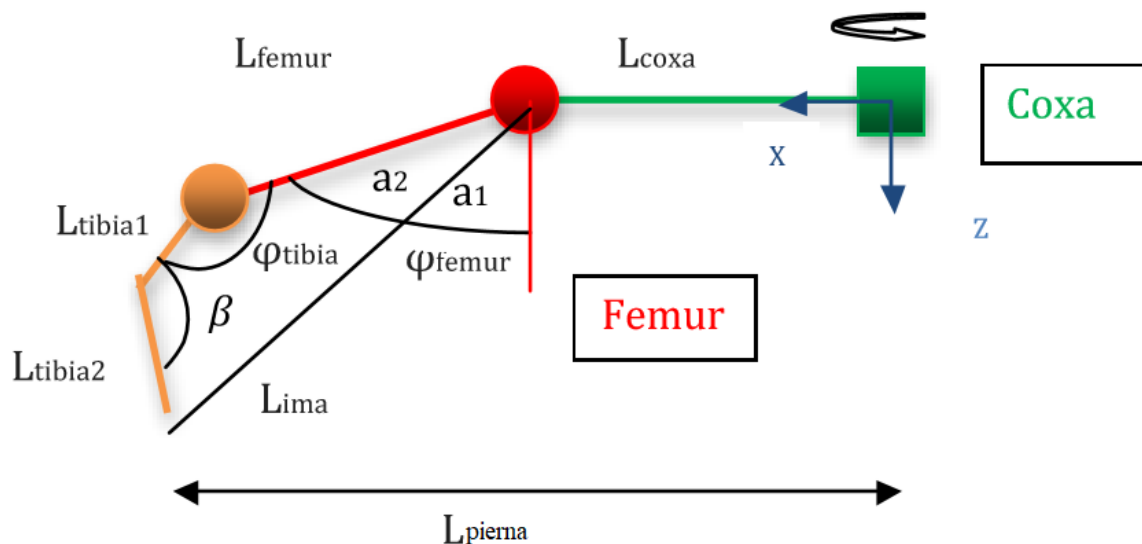 Lfemur
Lcoxa
Coxa
x
z
a2
a1
Ltibia1
φtibia
φfemur
β
Femur
Ltibia2
Lima
Lpierna